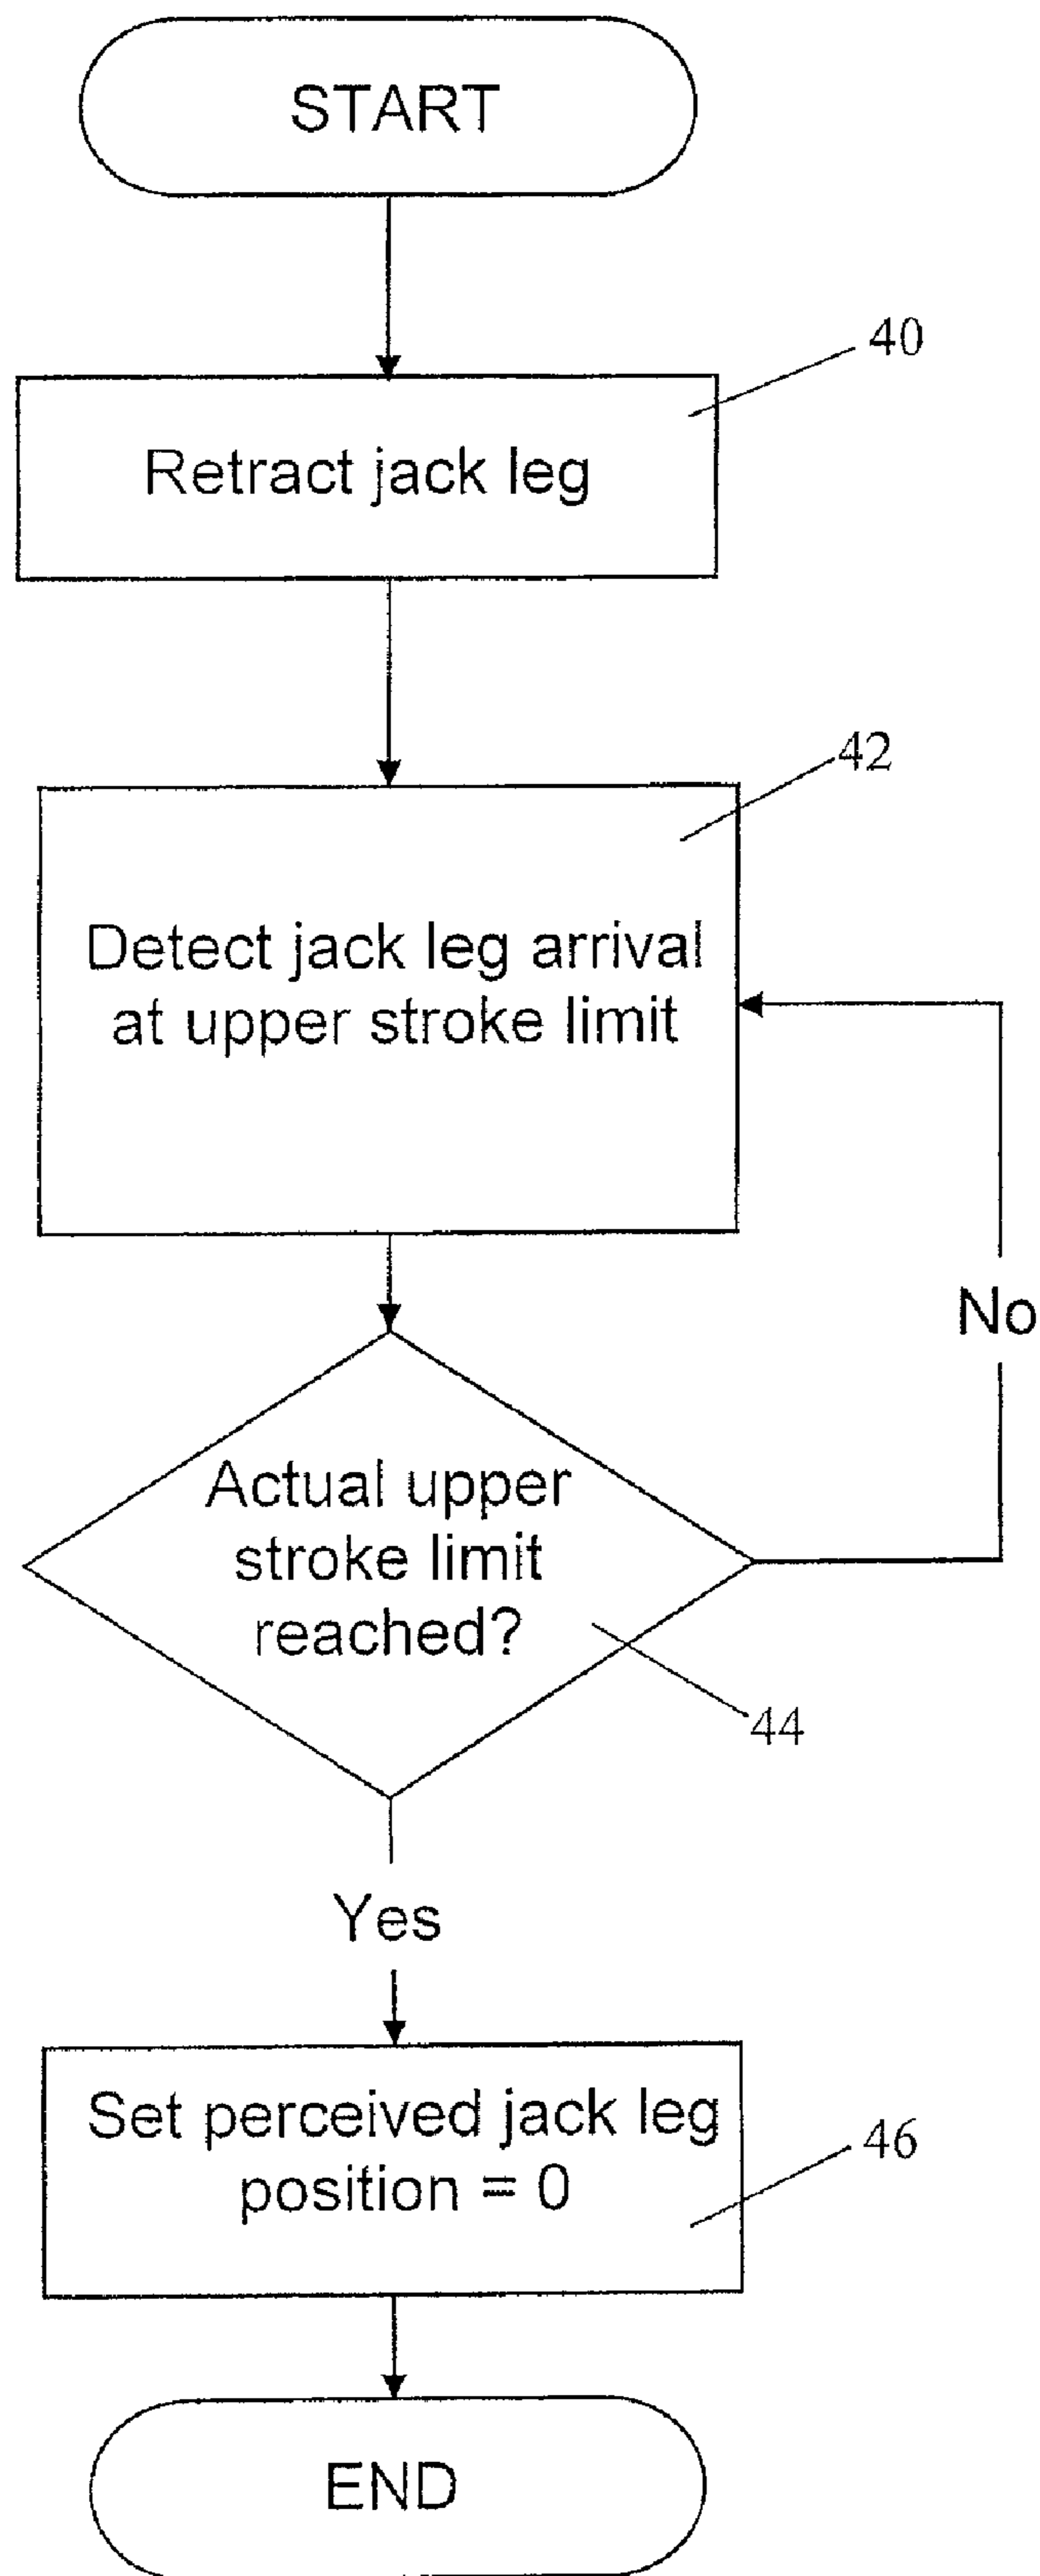 START
40
Retract jack leg
42
Detect jack leg arrival
at upper stroke limit
No
Actual upper
stroke limit
reached?
44
Yes
Set perceived jack leg
position = 0
46
END